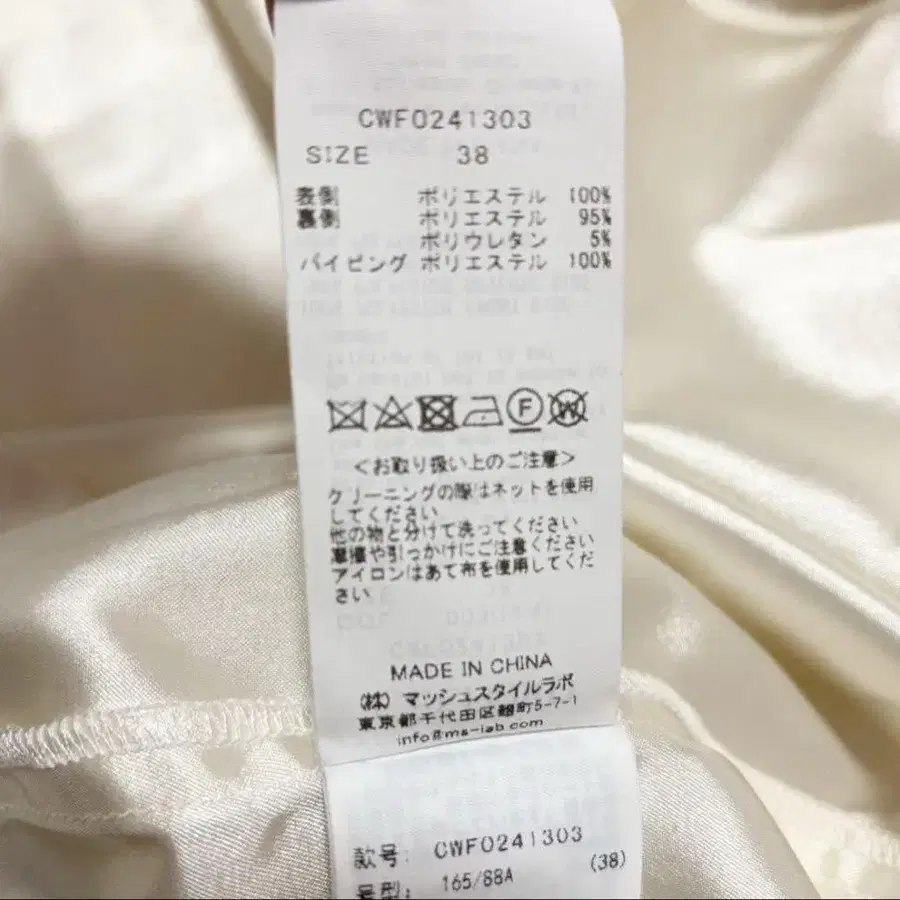 CWFO241303
SIZE 38
表側 ポリエステル 100%
裏側 ポリエステル 95%
ポリウレタン 5%
パイピング ポリエステル 100%
F W
<お取り扱い上のご注意>
クリーニングの際はネットを使用
してください
他の物と分けて洗ってください
摩擦や引っかけにご注意ください
アイロンはあて布を使用してくだ
さい
MADE IN CHINA
(株) マッシュスタイルラボ
東京都千代田区麹町5-7-1
info@ms-lab.com
款号: CWFO241303
号型: 165/88A (38)